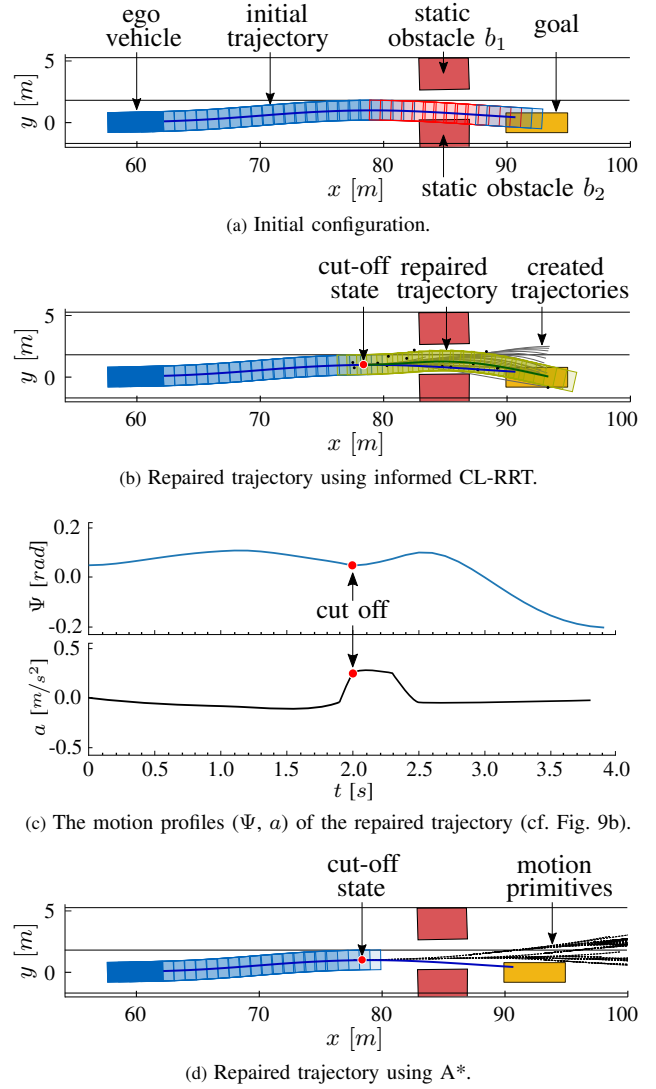 ego vehicle
initial trajectory
static obstacle b₁
goal
5
0
y [m]
60
70
80
90
100
x [m]
static obstacle b₂
(a) Initial configuration.
cut-off state
repaired trajectory
created trajectories
5
0
y [m]
60
70
80
90
100
x [m]
(b) Repaired trajectory using informed CL-RRT.
0.2
0.0
-0.2
Ψ [rad]
cut off
0.0
-0.5
a [m/s²]
0
0.5
1.0
1.5
2.0
2.5
3.0
3.5
4.0
t [s]
(c) The motion profiles (Ψ, a) of the repaired trajectory (cf. Fig. 9b).
cut-off state
motion primitives
5
0
y [m]
60
70
80
90
100
x [m]
(d) Repaired trajectory using A*.